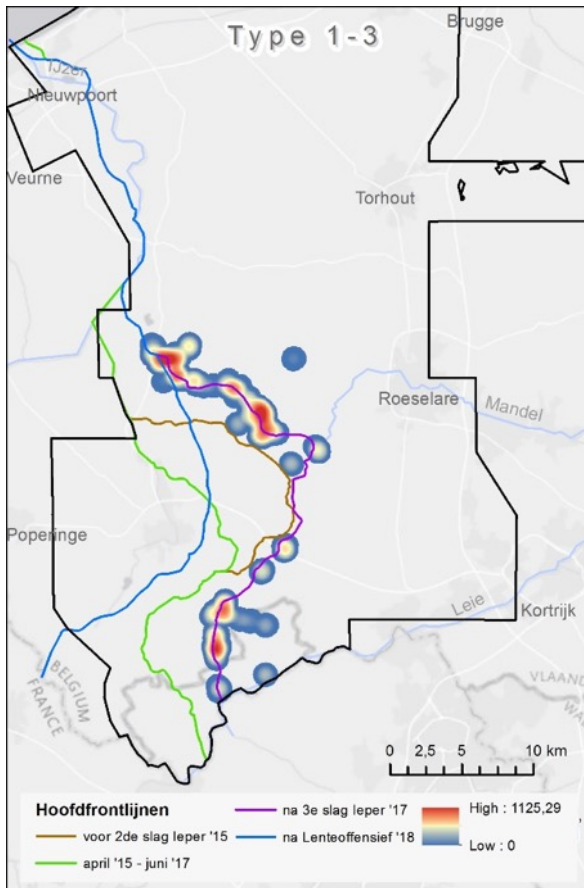 Type 1-3
Brugge
IJzer
Nieuwpoort
Veurne
Torhout
Roeselare
Mandel
Poperinge
Leie
Kortrijk
BELGIUM
FRANCE
VLAAND
WA
0 2,5 5 10 km
Hoofdfrontlijnen
voor 2de slag Ieper '15
april '15 - juni '17
na 3e slag Ieper '17
na Lenteoffensief '18
High : 1125,29
Low : 0